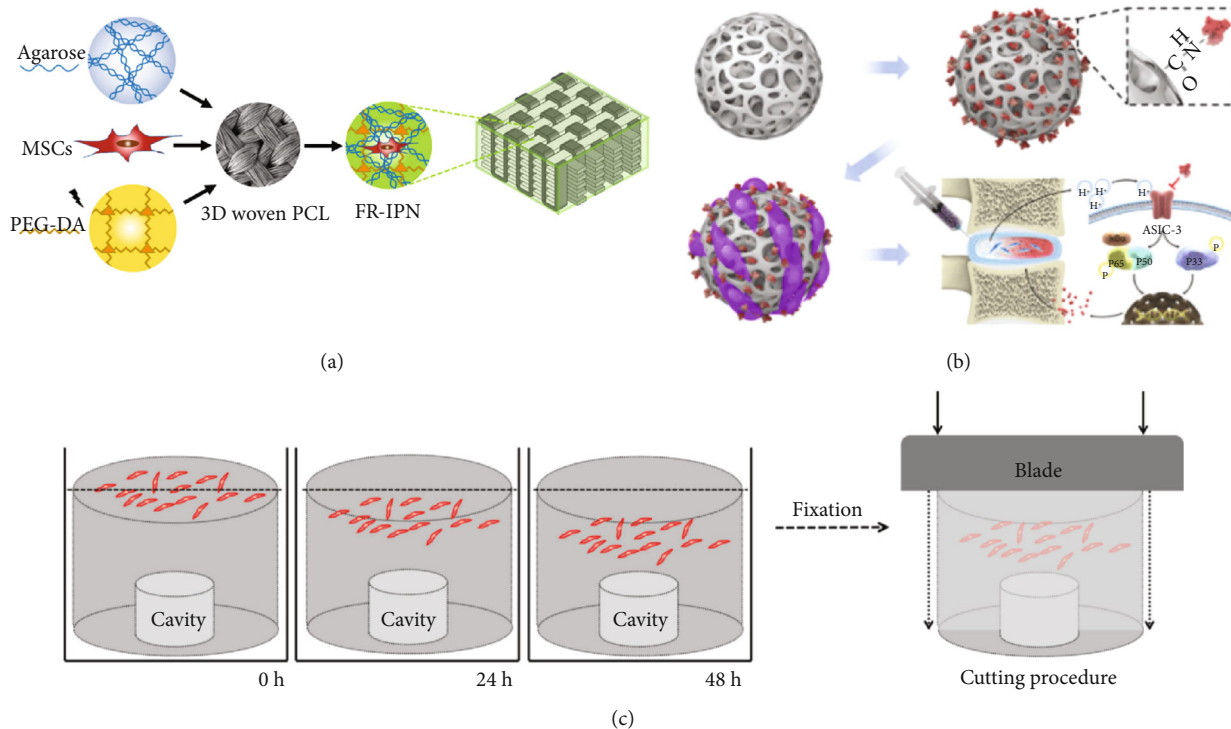 Agarose
MSCs
PEG-DA
3D woven PCL
FR-IPN
(a)
H
N
C
O
H+
H+
H+
H+
ASIC-3
P65
P50
P
P33
P
(b)
Cavity
0 h
Cavity
24 h
Cavity
48 h
Fixation
Blade
Cutting procedure
(c)